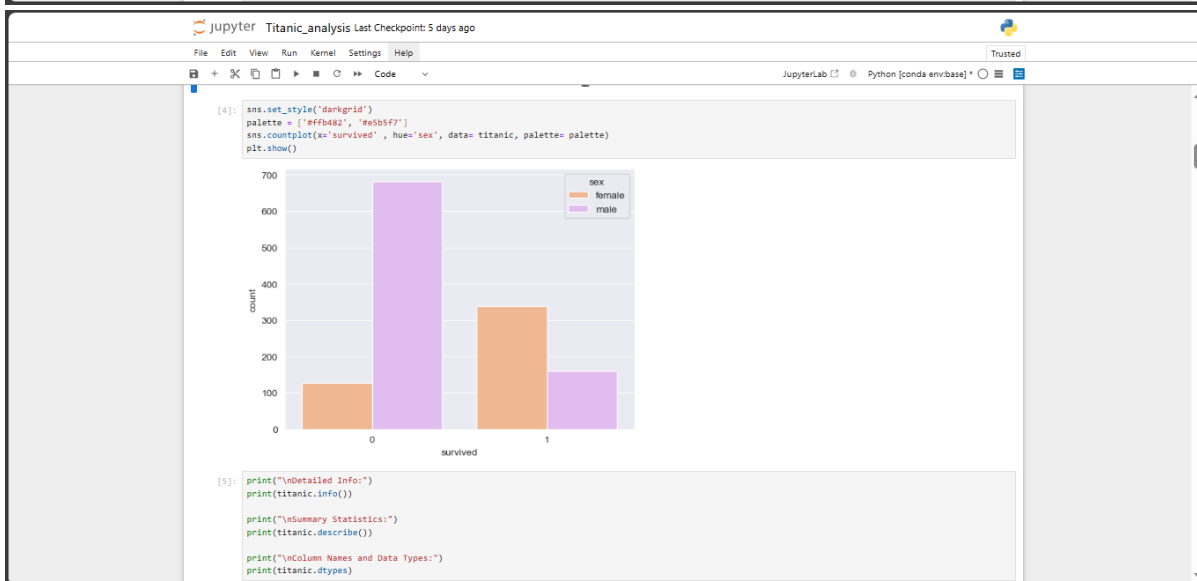 jupyter Titanic_analysis Last Checkpoint: 5 days ago
File Edit View Run Kernel Settings Help
Trusted
Code
JupyterLab
Python [conda env:base] *
[4]:
sns.set_style('darkgrid')
palette = ['#ffb482', '#e5b5f7']
sns.countplot(x='survived' , hue='sex', data= titanic, palette= palette)
plt.show()
700
600
500
400
300
200
100
0
count
sex
female
male
0 1
survived
[5]:
print("\nDetailed Info:")
print(titanic.info())
print("\nSummary Statistics:")
print(titanic.describe())
print("\nColumn Names and Data Types:")
print(titanic.dtypes)